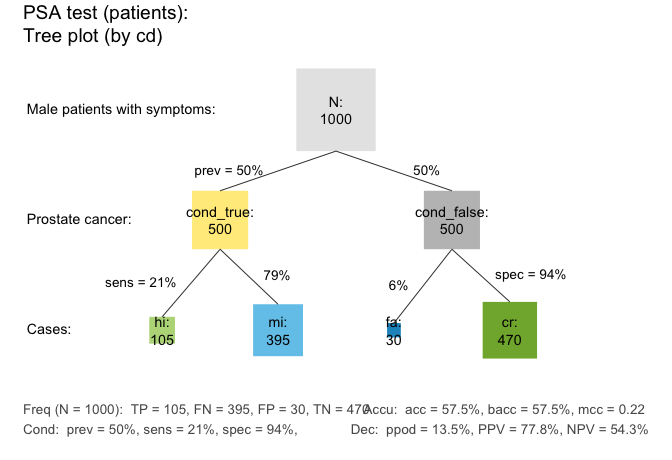 PSA test (patients):
Tree plot (by cd)
N:
1000
Male patients with symptoms:
prev = 50%
50%
cond_true:
500
cond_false:
500
Prostate cancer:
sens = 21%
79%
6%
spec = 94%
hi:
105
mi:
395
fa:
30
cr:
470
Cases:
Freq (N = 1000):  TP = 105, FN = 395, FP = 30, TN = 470
Accu:  acc = 57.5%, bacc = 57.5%, mcc = 0.22
Cond:  prev = 50%, sens = 21%, spec = 94%,
Dec:  ppod = 13.5%, PPV = 77.8%, NPV = 54.3%